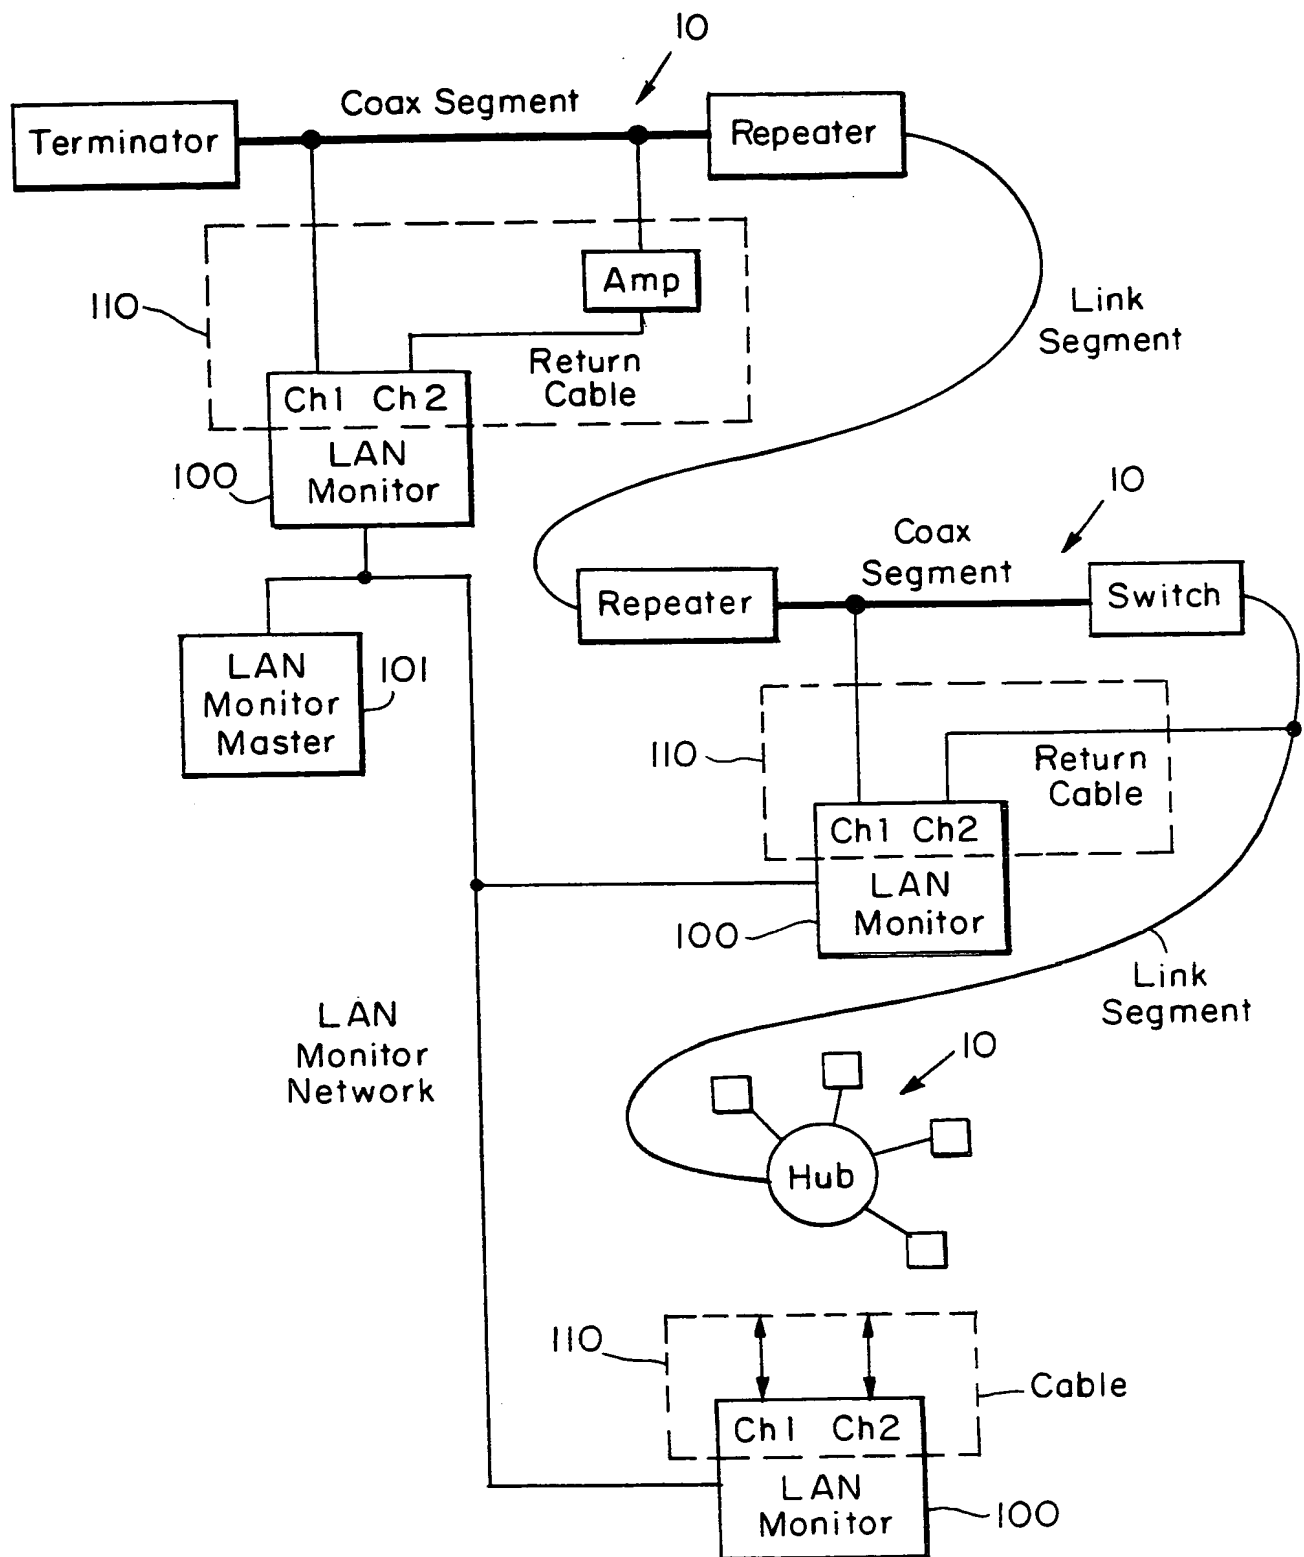 10
Coax Segment
Terminator
Repeater
Amp
110
Link
Segment
Return
Cable
Ch1 Ch2
LAN
Monitor
100
10
Coax
Segment
Repeater
Switch
LAN
Monitor
Master
101
110
Return
Cable
Ch1 Ch2
LAN
Monitor
100
Link
Segment
LAN
Monitor
Network
10
Hub
110
Cable
Ch1 Ch2
LAN
Monitor
100